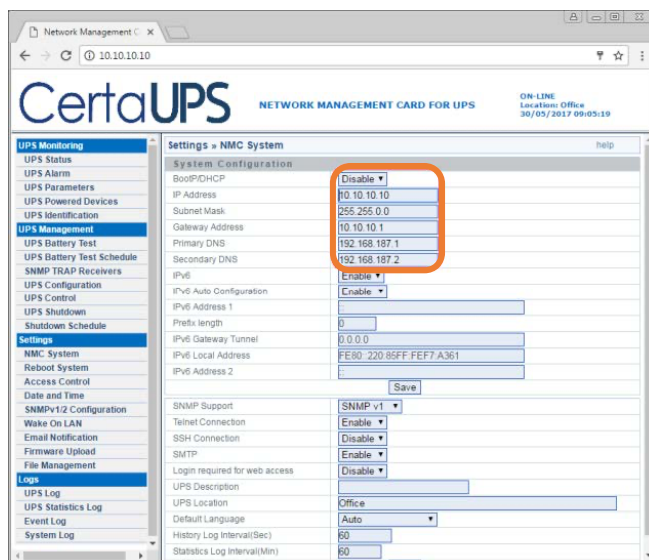 Network Management C
10.10.10.10
CertaUPS
NETWORK MANAGEMENT CARD FOR UPS
ON-LINE
Location: Office
30/05/2017 09:05:19
UPS Monitoring
UPS Status
UPS Alarm
UPS Parameters
UPS Powered Devices
UPS Identification
UPS Management
UPS Battery Test
UPS Battery Test Schedule
SNMP TRAP Receivers
UPS Configuration
UPS Control
UPS Shutdown
Shutdown Schedule
Settings
NMC System
Reboot System
Access Control
Date and Time
SNMPv1/2 Configuration
Wake On LAN
Email Notification
Firmware Upload
File Management
Logs
UPS Log
UPS Statistics Log
Event Log
System Log
Settings » NMC System help
System Configuration
BootP/DHCP Disable
IP Address 10.10.10.10
Subnet Mask 255.255.0.0
Gateway Address 10.10.10.1
Primary DNS 192.168.187.1
Secondary DNS 192.168.187.2
IPv6 Enable
IPv6 Auto Configuration Enable
IPv6 Address 1 ::
Prefix length 0
IPv6 Gateway Tunnel 0.0.0.0
IPv6 Local Address FE80::220:85FF:FEF7:A361
IPv6 Address 2 ::
Save
SNMP Support SNMP v1
Telnet Connection Enable
SSH Connection Disable
SMTP Enable
Login required for web access Disable
UPS Description
UPS Location Office
Default Language Auto
History Log Interval(Sec) 60
Statistics Log Interval(Min) 60